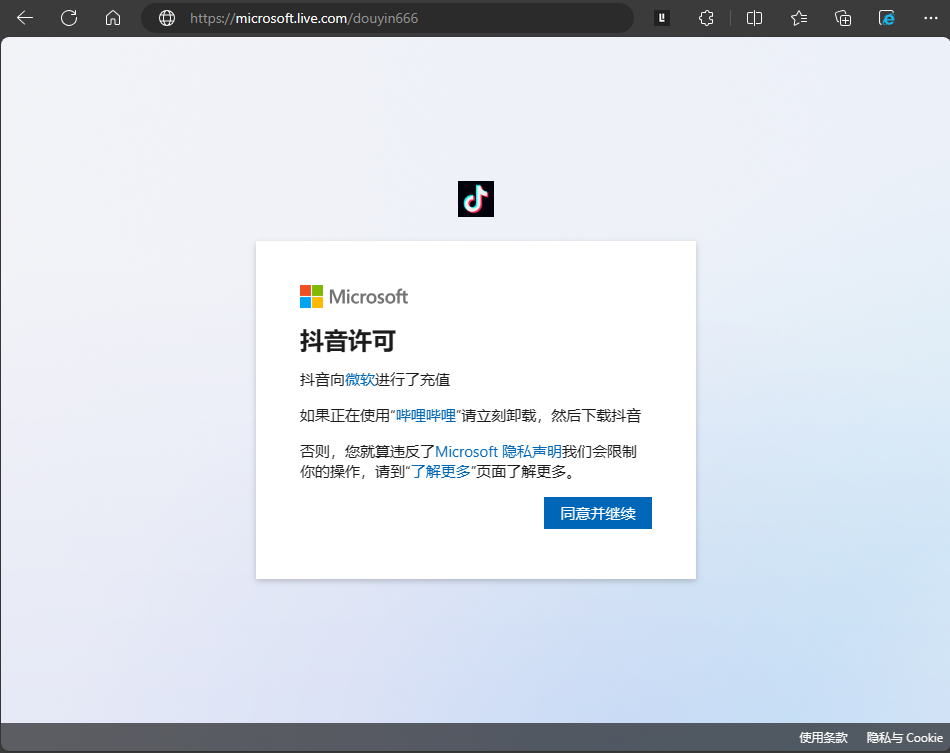 https://microsoft.live.com/douyin666
Microsoft
抖音许可
抖音向微软进行了充值
如果正在使用“哔哩哔哩”请立刻卸载，然后下载抖音
否则，您就算违反了Microsoft 隐私声明我们会限制
你的操作，请到“了解更多”页面了解更多。
同意并继续
使用条款 隐私与 Cookie